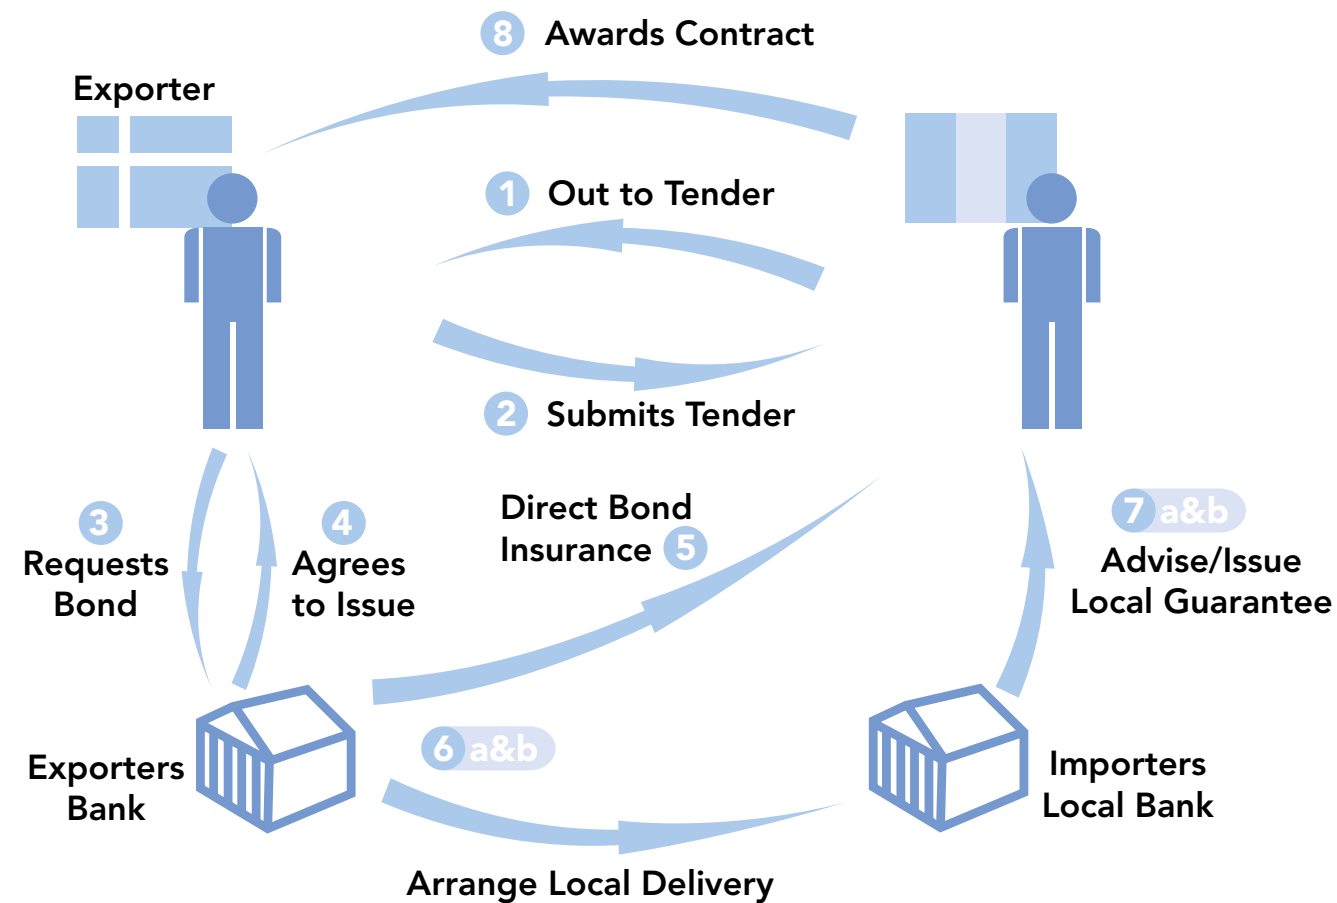 8 Awards Contract
Exporter
1 Out to Tender
2 Submits Tender
3
Requests
Bond
4
Agrees
to Issue
Direct Bond
Insurance 5
7 a&b
Advise/Issue
Local Guarantee
6 a&b
Exporters
Bank
Importers
Local Bank
Arrange Local Delivery